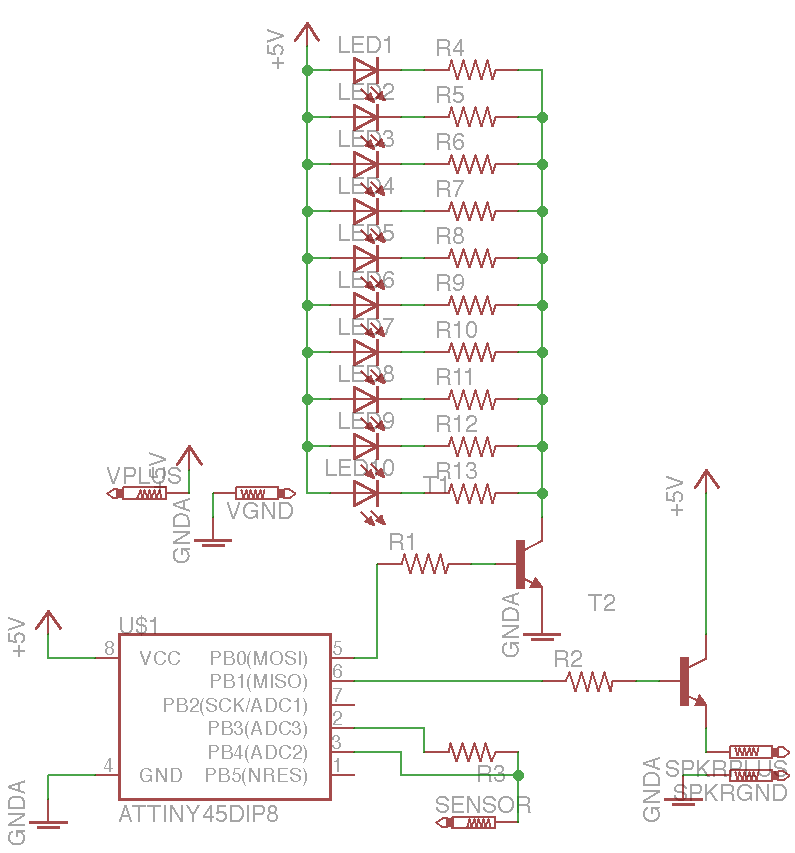 +5V
LED1 R4
LED2 R5
LED3 R6
LED4 R7
LED5 R8
LED6 R9
LED7 R10
LED8 R11
LED9 R12
LED10 R13
T1
+5V
VPLUS
VGND
GNDA
+5V
R1
GNDA
T2
+5V
U$1
R2
8 VCC PB0(MOSI) 5
PB1(MISO) 6
PB2(SCK/ADC1) 7
PB3(ADC3) 2
PB4(ADC2) 3
4 GND PB5(NRES) 1
R3
GNDA
ATTINY45DIP8
SENSOR
GNDA
SPKRPLUS
SPKRGND